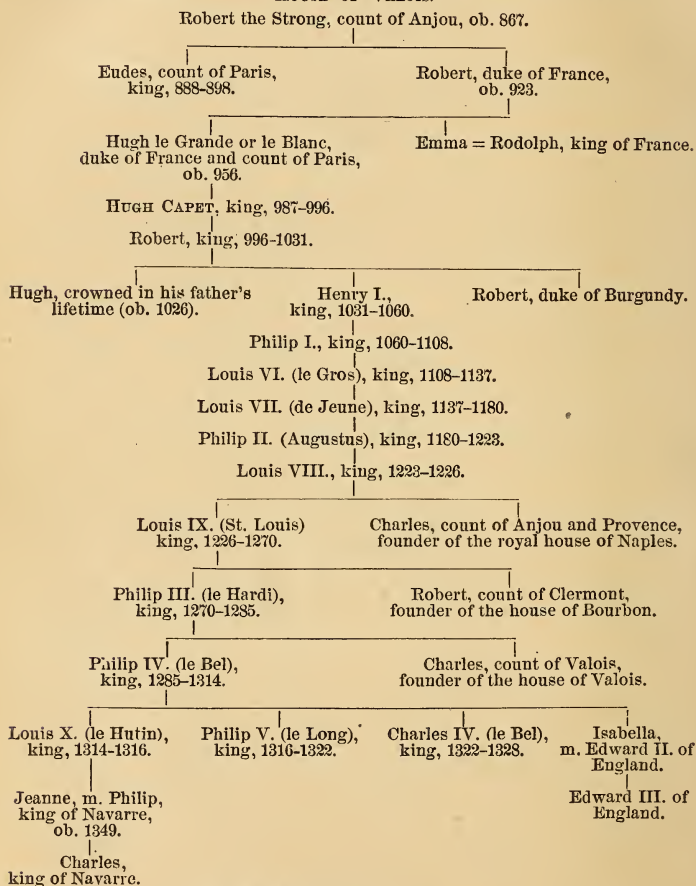 Robert the Strong, count of Anjou, ob. 867.
Eudes, count of Paris,
king, 888-898.
Robert, duke of France,
ob. 923.
Hugh le Grande or le Blanc,
duke of France and count of Paris,
ob. 956.
Emma = Rodolph, king of France.
HUGH CAPET, king, 987-996.
Robert, king, 996-1031.
Hugh, crowned in his father's
lifetime (ob. 1026).
Henry I.,
king, 1031-1060.
Robert, duke of Burgundy.
Philip I., king, 1060-1108.
Louis VI. (le Gros), king, 1108-1137.
Louis VII. (de Jeune), king, 1137-1180.
Philip II. (Augustus), king, 1180-1223.
Louis VIII., king, 1223-1226.
Louis IX. (St. Louis)
king, 1226-1270.
Charles, count of Anjou and Provence,
founder of the royal house of Naples.
Philip III. (le Hardi),
king, 1270-1285.
Robert, count of Clermont,
founder of the house of Bourbon.
Philip IV. (le Bel),
king, 1285-1314.
Charles, count of Valois,
founder of the house of Valois.
Louis X. (le Hutin),
king, 1314-1316.
Philip V. (le Long),
king, 1316-1322.
Charles IV. (le Bel),
king, 1322-1328.
Isabella,
m. Edward II. of
England.
Jeanne, m. Philip,
king of Navarre,
ob. 1349.
Edward III. of
England.
Charles,
king of Navarre.